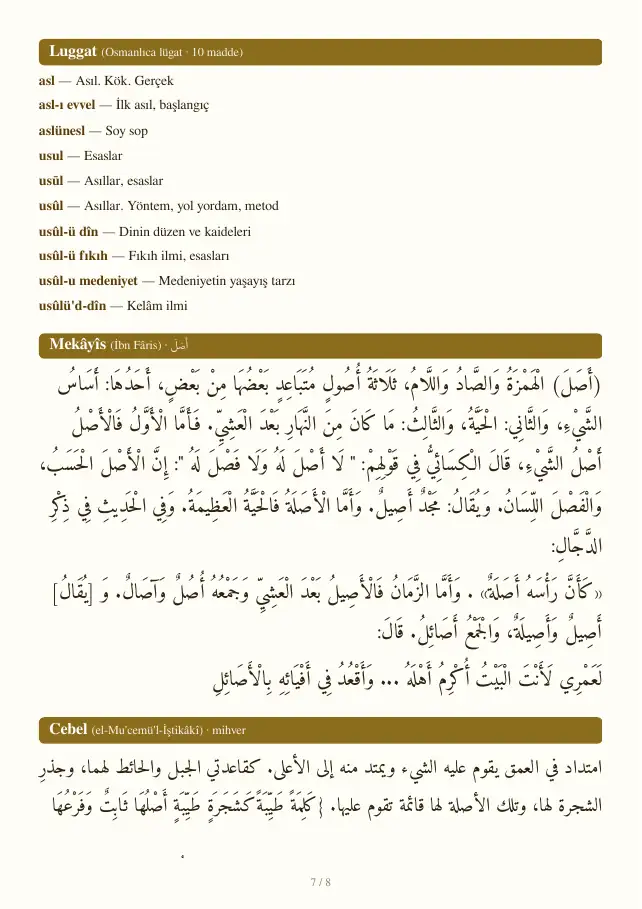 Luggat (Osmanlıca lügat · 10 madde)
asl — Asıl. Kök. Gerçek
asl-ı evvel — İlk asıl, başlangıç
aslünesl — Soy sop
usul — Esaslar
usūl — Asıllar, esaslar
usûl — Asıllar. Yöntem, yol yordam, metod
usûl-ü dîn — Dinin düzen ve kaideleri
usûl-ü fıkıh — Fıkıh ilmi, esasları
usûl-u medeniyet — Medeniyetin yaşayış tarzı
usûlü'd-dîn — Kelâm ilmi
Mekâyîs (İbn Fâris) · أَصَلَ
(أَصَلَ) الْهَمْزَةُ وَالصَّادُ وَاللَّامُ، ثَلَاثَةُ أُصُولٍ مُتَبَاعِدٍ بَعْضُهَا مِنْ بَعْضٍ، أَحَدُهَا: أَسَاسُ
الشَّيْءِ، وَالثَّانِي: الْحَيَّةُ، وَالثَّالِثُ: مَا كَانَ مِنَ النَّهَارِ بَعْدَ الْعَشِيِّ. فَأَمَّا الْأَوَّلُ فَالْأَصْلُ
أَصْلُ الشَّيْءِ، قَالَ الْكِسَائِيُّ فِي قَوْلِهِمْ: " لَا أَصْلَ لَهُ وَلَا فَصْلَ لَهُ ": إِنَّ الْأَصْلَ الْحَسَبُ،
وَالْفَصْلَ اللِّسَانُ. وَيُقَالُ: مَجْدٌ أَصِيلٌ. وَأَمَّا الْأَصَلَةُ فَالْحَيَّةُ الْعَظِيمَةُ. وَفِي الْحَدِيثِ فِي ذِكْرِ
الدَّجَّالِ:
«كَأَنَّ رَأْسَهُ أَصَلَةٌ» . وَأَمَّا الزَّمَانُ فَالْأَصِيلُ بَعْدَ الْعَشِيِّ وَجَمْعُهُ أُصُلٌ وَآصَالٌ. وَ [يُقَالُ]
أَصِيلٌ وَأَصِيلَةٌ، وَالْجَمْعُ أَصَائِلُ. قَالَ:
لَعَمْرِي لَأَنْتَ الْبَيْتُ أُكْرِمُ أَهْلَهُ ... وَأَقْعُدُ فِي أَفْيَائِهِ بِالْأَصَائِلِ
Cebel (el-Mu'cemü'l-İştikâkî) · mihver
امتداد في العمق يقوم عليه الشيء ويمتد منه إلى الأعلى. كقاعدتي الجبل والحائط لهما، وجذرِ
الشجرة لها، وتلك الأصلة لها قائمة تقوم عليها. {كَلِمَةً طَيِّبَةً كَشَجَرَةٍ طَيِّبَةٍ أَصْلُهَا ثَابِتٌ وَفَرْعُهَا
7 / 8